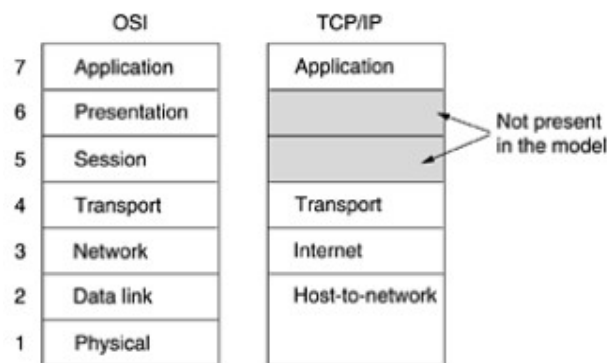 OSI TCP/IP
7 Application Application
6 Presentation
Not present
in the model
5 Session
4 Transport Transport
3 Network Internet
2 Data link Host-to-network
1 Physical